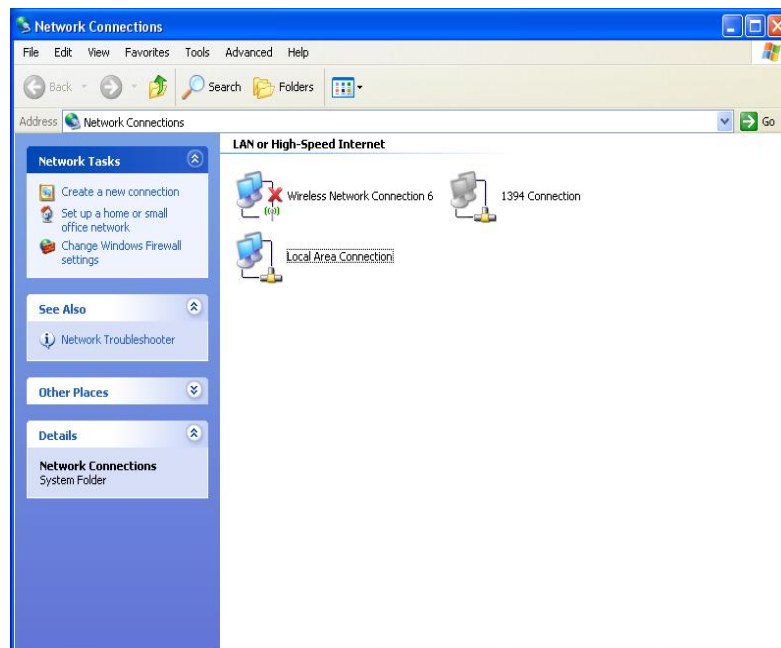 Network Connections
File Edit View Favorites Tools Advanced Help
Back Search Folders
Address Network Connections Go
LAN or High-Speed Internet
Network Tasks
Create a new connection
Set up a home or small
office network
Change Windows Firewall
settings
See Also
Network Troubleshooter
Other Places
Details
Network Connections
System Folder
Wireless Network Connection 6 1394 Connection
Local Area Connection